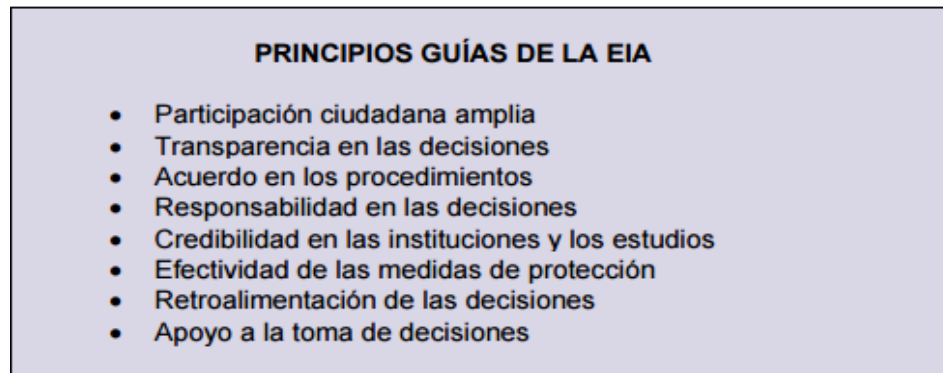 PRINCIPIOS GUÍAS DE LA EIA
• Participación ciudadana amplia
• Transparencia en las decisiones
• Acuerdo en los procedimientos
• Responsabilidad en las decisiones
• Credibilidad en las instituciones y los estudios
• Efectividad de las medidas de protección
• Retroalimentación de las decisiones
• Apoyo a la toma de decisiones